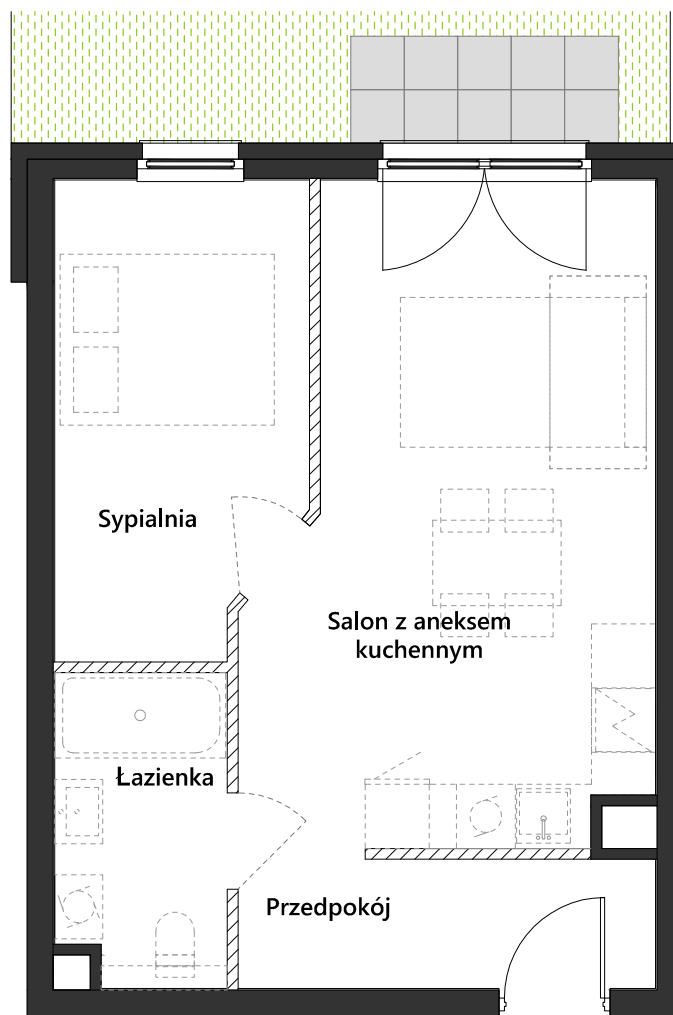 Sypialnia
Salon z aneksem
kuchennym
Łazienka
Przedpokój